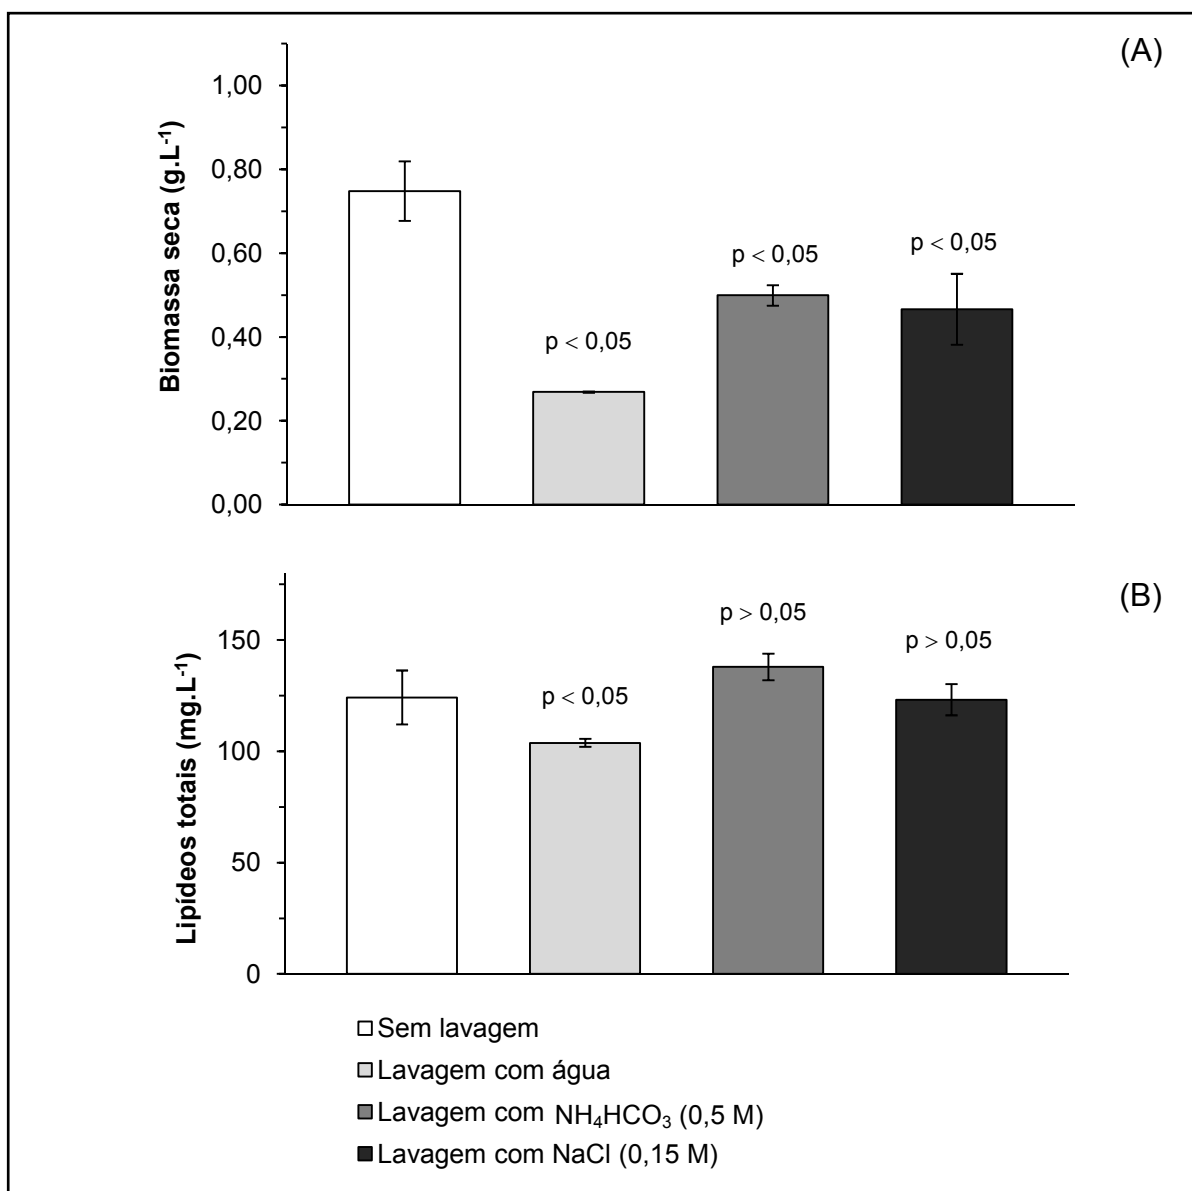 (A)
Biomassa seca (g.L⁻¹)
1,00
0,80
0,60
0,40
0,20
0,00
p < 0,05
p < 0,05
p < 0,05
(B)
Lipídeos totais (mg.L⁻¹)
150
100
50
0
p < 0,05
p > 0,05
p > 0,05
Sem lavagem
Lavagem com água
Lavagem com NH₄HCO₃ (0,5 M)
Lavagem com NaCl (0,15 M)